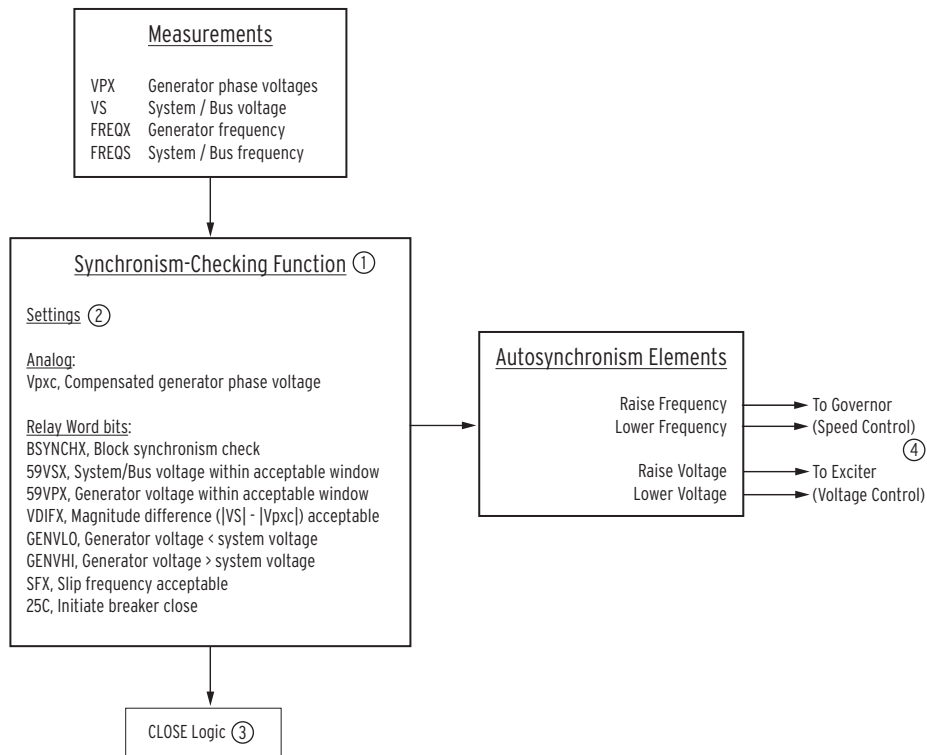 Measurements
VPX Generator phase voltages
VS System / Bus voltage
FREQX Generator frequency
FREQS System / Bus frequency
Synchronism-Checking Function ①
Settings ②
Analog:
Vpxc, Compensated generator phase voltage
Relay Word bits:
BSYNCHX, Block synchronism check
59VSX, System/Bus voltage within acceptable window
59VPX, Generator voltage within acceptable window
VDIFX, Magnitude difference (|VS| - |Vpxc|) acceptable
GENVLO, Generator voltage < system voltage
GENVHI, Generator voltage > system voltage
SFX, Slip frequency acceptable
25C, Initiate breaker close
Autosynchronism Elements
Raise Frequency
Lower Frequency
Raise Voltage
Lower Voltage
To Governor
(Speed Control)
④
To Exciter
(Voltage Control)
CLOSE Logic ③